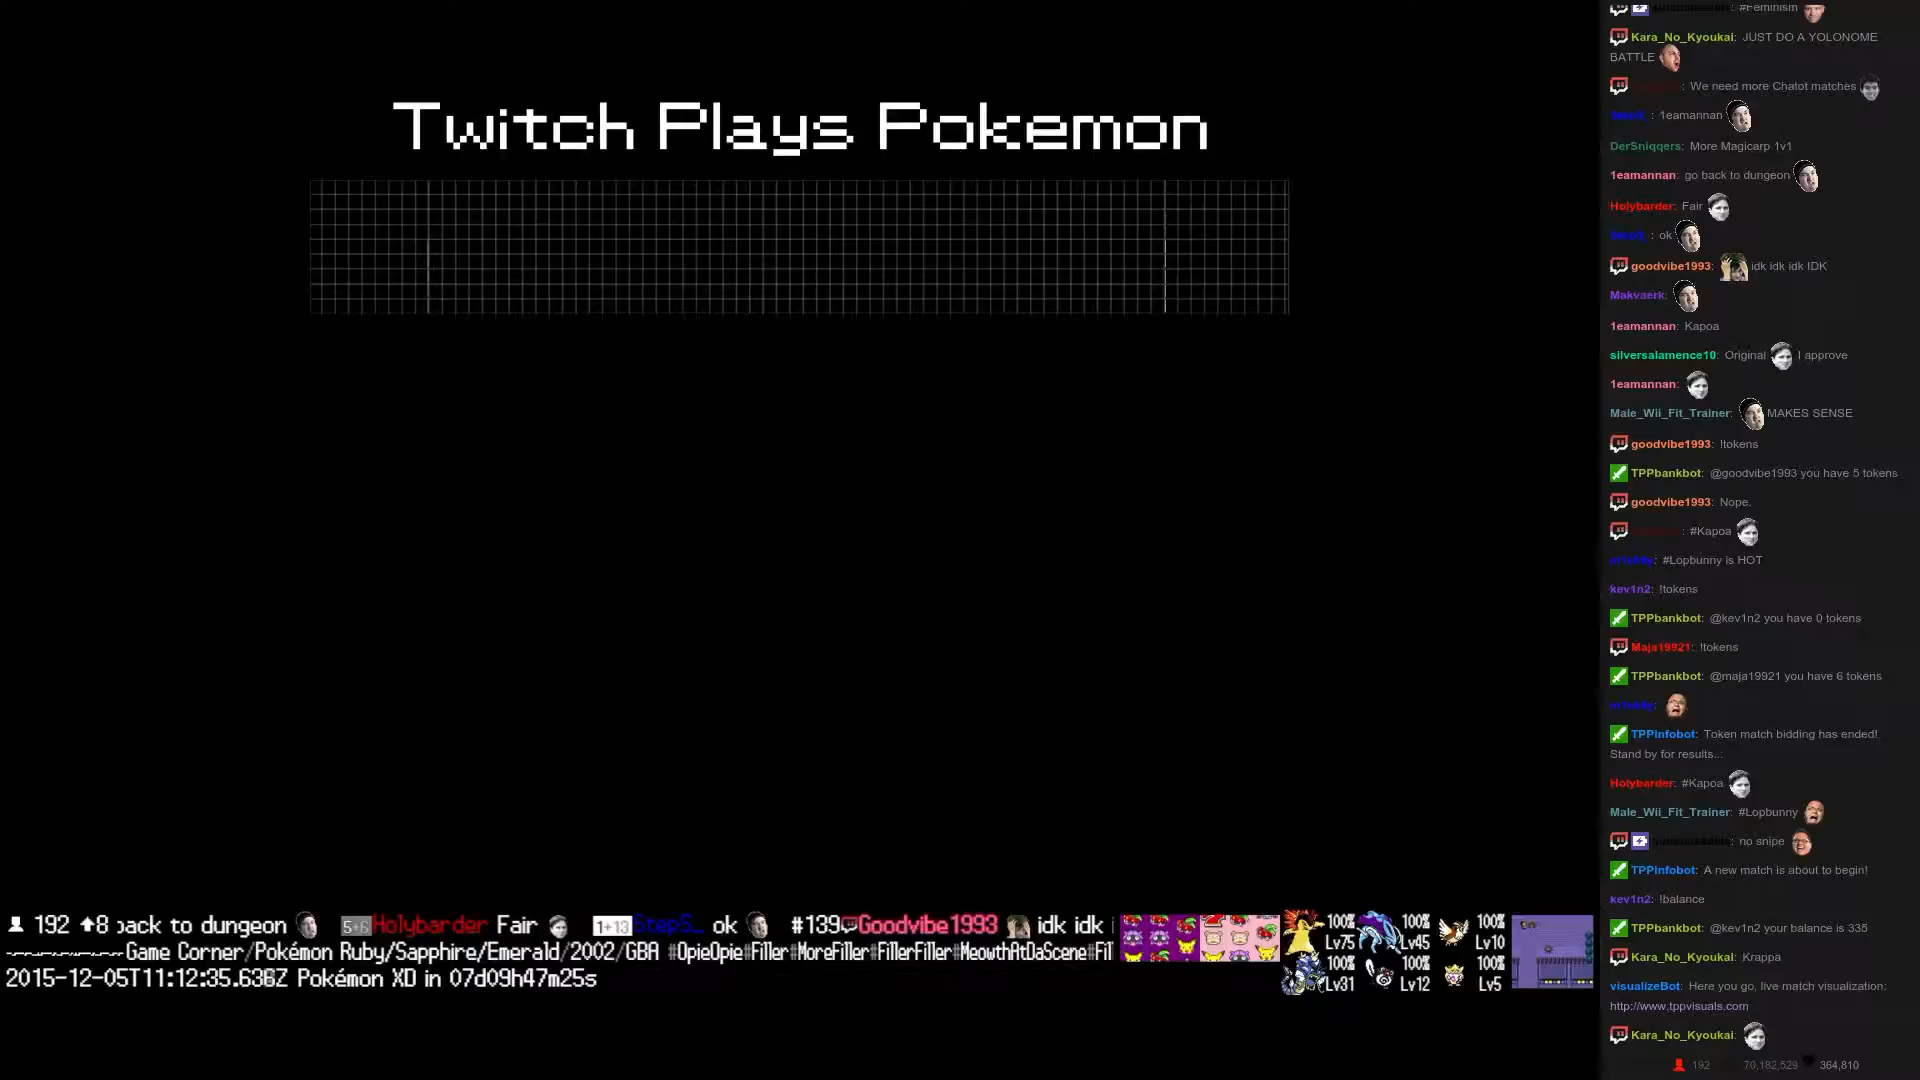 Twitch Plays Pokemon
#Feminism
Kara_No_Kyoukai: JUST DO A YOLONOME
BATTLE
: We need more Chatot matches
: 1eamannan
DerSniqqers: More Magicarp 1v1
1eamannan: go back to dungeon
Holybarder: Fair
: ok
goodvibe1993: idk idk idk IDK
Makvaerk:
1eamannan: Kapoa
silversalamence10: Original I approve
1eamannan:
Male_Wii_Fit_Trainer: MAKES SENSE
goodvibe1993: !tokens
TPPbankbot: @goodvibe1993 you have 5 tokens
goodvibe1993: Nope.
: #Kapoa
: #Lopbunny is HOT
kev1n2: !tokens
TPPbankbot: @kev1n2 you have 0 tokens
Maja19921: !tokens
TPPbankbot: @maja19921 you have 6 tokens
TPPinfobot: Token match bidding has ended!
Stand by for results...
Holybarder: #Kapoa
Male_Wii_Fit_Trainer: #Lopbunny
: no snipe
TPPInfobot: A new match is about to begin!
kev1n2: !balance
TPPbankbot: @kev1n2 your balance is 335
Kara_No_Kyoukai: Krappa
visualizeBot: Here you go, live match visualization:
http://www.tppvisuals.com
Kara_No_Kyoukai:
192 70,182,529 364,810
192 8 back to dungeon 5+6 Holybarder Fair 1+13 StepS_ ok #139 Goodvibe1993 idk idk i
Game Corner/Pokémon Ruby/Sapphire/Emerald/2002/GBA #OpieOpie#Filler#MoreFiller#FillerFiller#MeowthAtDaScene#Fil
2015-12-05T11:12:35.636Z Pokémon XD in 07d09h47m25s
100% 100% 100%
Lv75 Lv45 Lv10
100% 100% 100%
Lv31 Lv12 Lv5